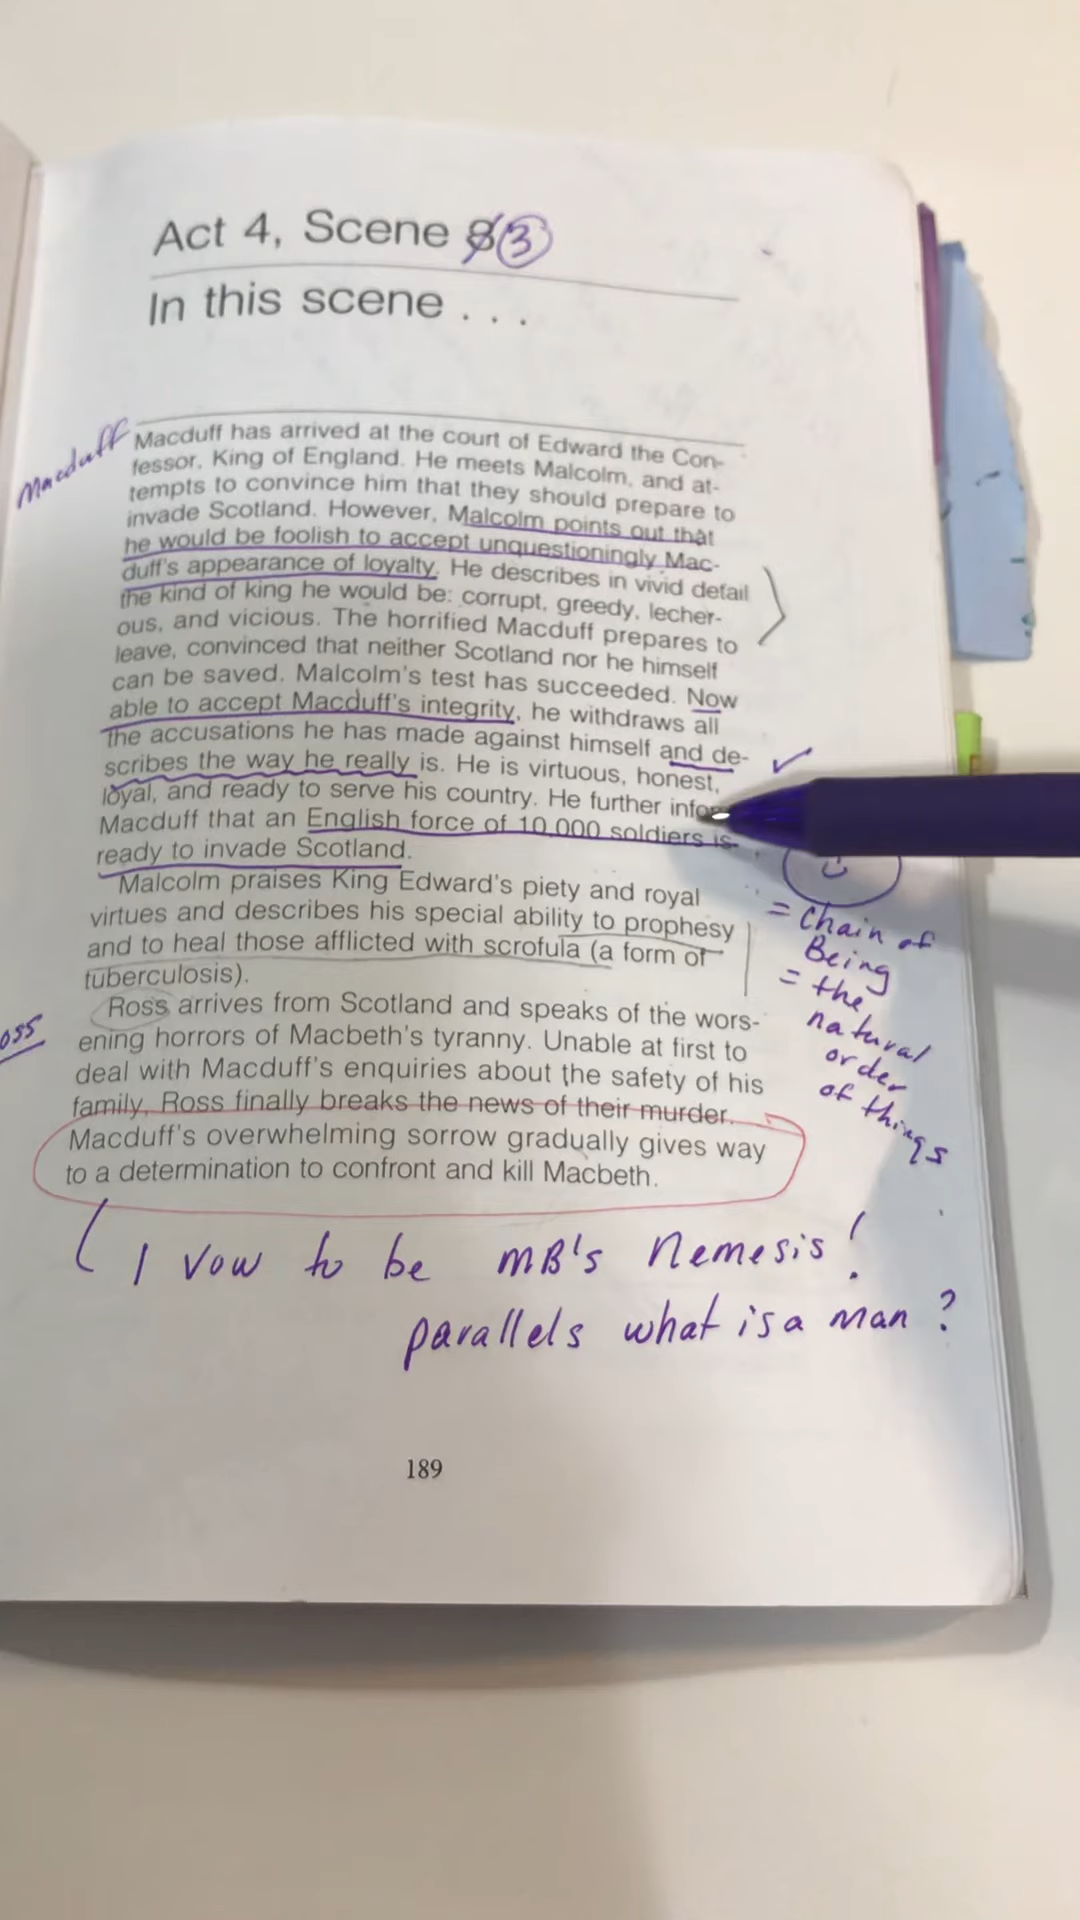 Act 4, Scene 8 3
In this scene . . .
Macduff
Macduff has arrived at the court of Edward the Con-
fessor, King of England. He meets Malcolm, and at-
tempts to convince him that they should prepare to
invade Scotland. However, Malcolm points out that
he would be foolish to accept unquestioningly Mac-
duff's appearance of loyalty. He describes in vivid detail
the kind of king he would be: corrupt, greedy, lecher-
ous, and vicious. The horrified Macduff prepares to
leave, convinced that neither Scotland nor he himself
can be saved. Malcolm's test has succeeded. Now
able to accept Macduff's integrity, he withdraws all
the accusations he has made against himself and de-
scribes the way he really is. He is virtuous, honest,
loyal, and ready to serve his country. He further info
Macduff that an English force of 10,000 soldiers is
ready to invade Scotland.
Malcolm praises King Edward's piety and royal
virtues and describes his special ability to prophesy
and to heal those afflicted with scrofula (a form of
tuberculosis).
= Chain of
Being
= the
natural
order
of things
oss
Ross arrives from Scotland and speaks of the wors-
ening horrors of Macbeth's tyranny. Unable at first to
deal with Macduff's enquiries about the safety of his
family, Ross finally breaks the news of their murder.
Macduff's overwhelming sorrow gradually gives way
to a determination to confront and kill Macbeth.
I vow to be MB's Nemesis!
parallels what is a man?
189